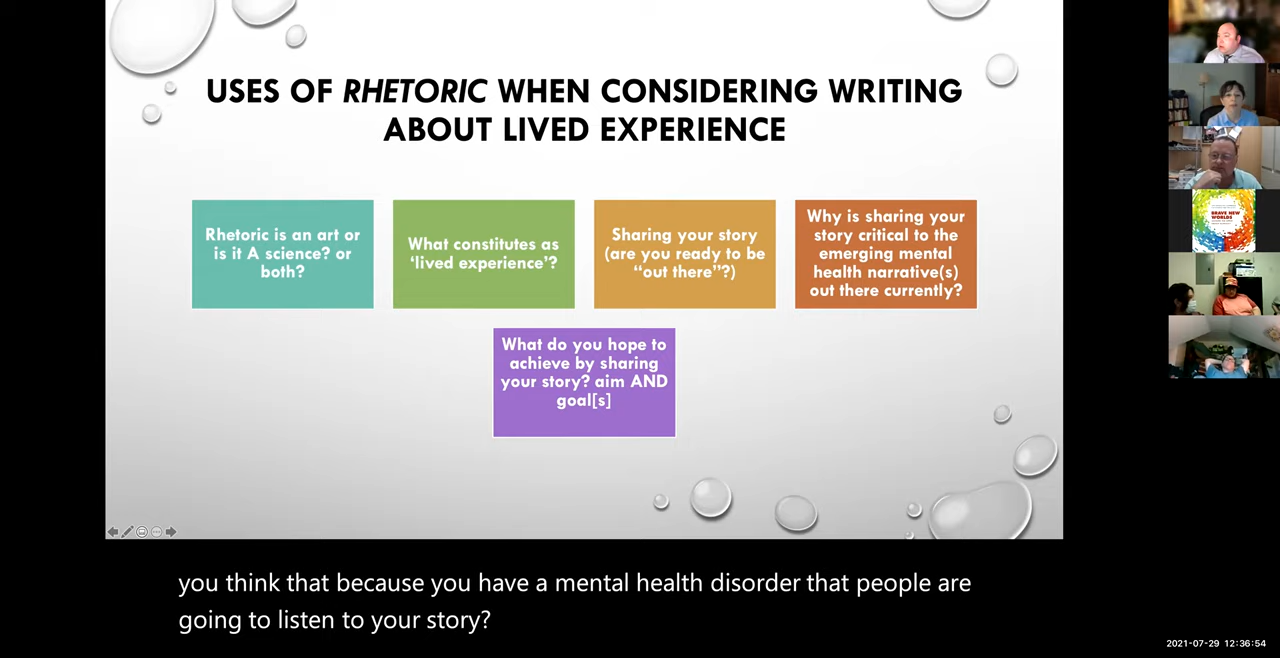 USES OF RHETORIC WHEN CONSIDERING WRITING
ABOUT LIVED EXPERIENCE
Rhetoric is an art or
is it A science? or
both?
What constitutes as
‘lived experience’?
Sharing your story
(are you ready to be
“out there”?)
Why is sharing your
story critical to the
emerging mental
health narrative(s)
out there currently?
What do you hope to
achieve by sharing
your story? aim AND
goal[s]
BRAVE NEW
WORLDS
you think that because you have a mental health disorder that people are
going to listen to your story?
2021-07-29 12:36:54